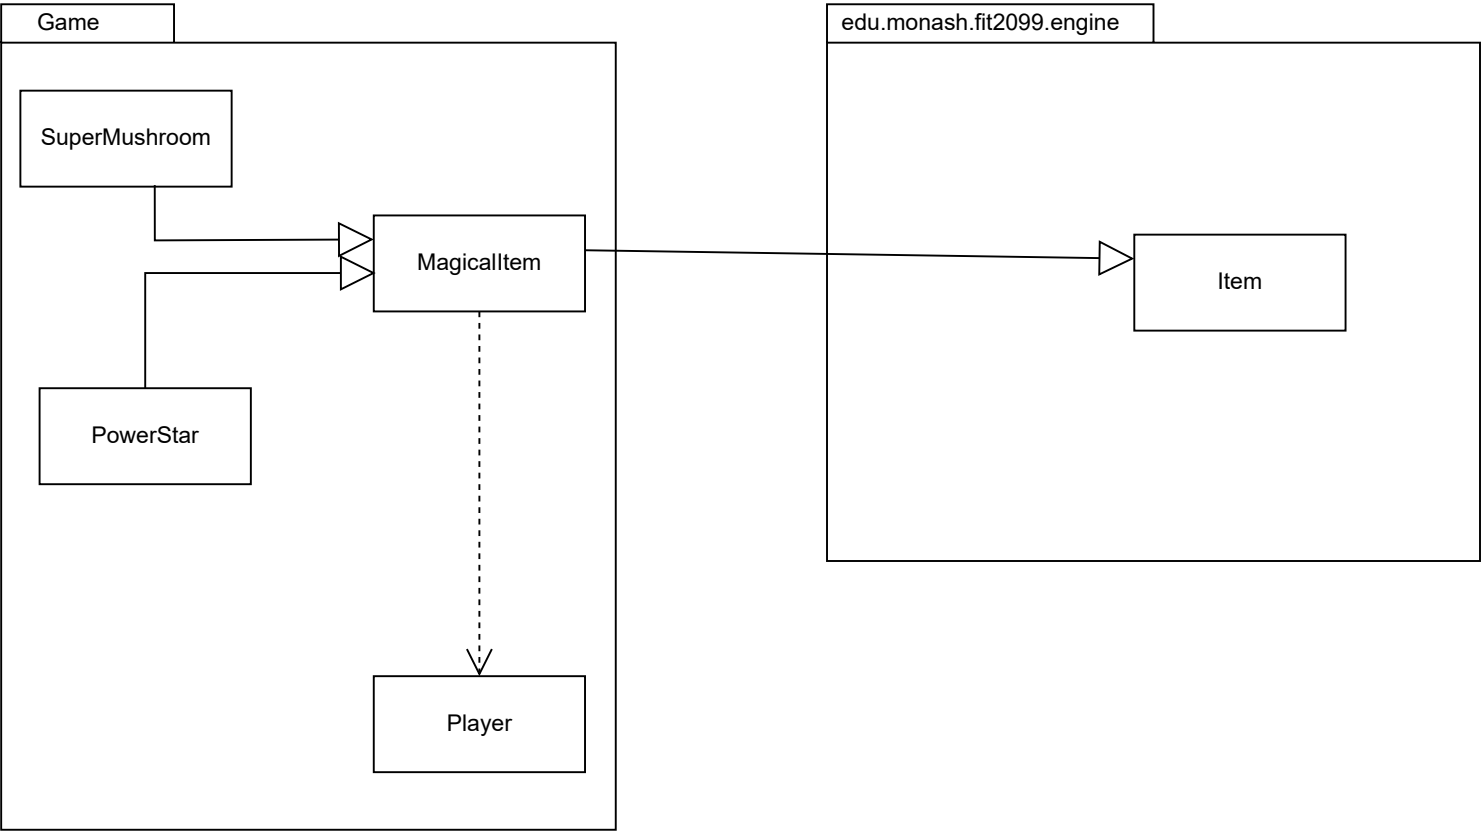 Game
edu.monash.fit2099.engine
SuperMushroom
MagicalItem
Item
PowerStar
Player